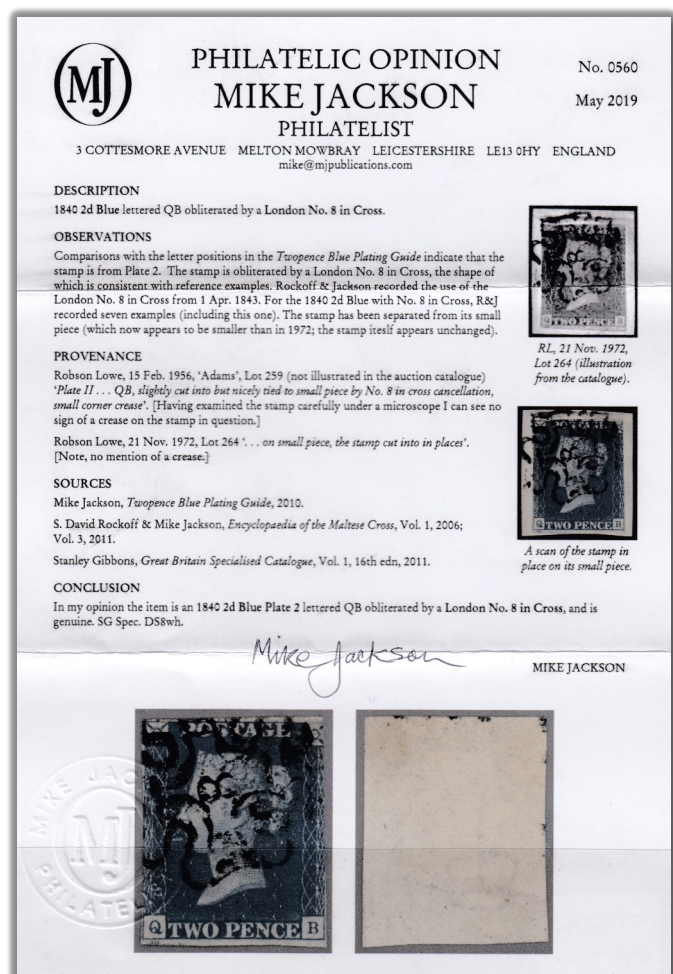 MJ
PHILATELIC OPINION
MIKE JACKSON
PHILATELIST
No. 0560
May 2019
3 COTTESMORE AVENUE MELTON MOWBRAY LEICESTERSHIRE LE13 0HY ENGLAND
mike@mjpublications.com
DESCRIPTION
1840 2d Blue lettered QB obliterated by a London No. 8 in Cross.
OBSERVATIONS
Comparisons with the letter positions in the Twopence Blue Plating Guide indicate that the
stamp is from Plate 2. The stamp is obliterated by a London No. 8 in Cross, the shape of
which is consistent with reference examples. Rockoff & Jackson recorded the use of the
London No. 8 in Cross from 1 Apr. 1843. For the 1840 2d Blue with No. 8 in Cross, R&J
recorded seven examples (including this one). The stamp has been separated from its small
piece (which now appears to be smaller than in 1972; the stamp iteslf appears unchanged).
PROVENANCE
Robson Lowe, 15 Feb. 1956, ‘Adams’, Lot 259 (not illustrated in the auction catalogue)
‘Plate II . . . QB, slightly cut into but nicely tied to small piece by No. 8 in cross cancellation,
small corner crease’. [Having examined the stamp carefully under a microscope I can see no
sign of a crease on the stamp in question.]
Robson Lowe, 21 Nov. 1972, Lot 264 ‘. . . on small piece, the stamp cut into in places’.
[Note, no mention of a crease.]
SOURCES
Mike Jackson, Twopence Blue Plating Guide, 2010.
S. David Rockoff & Mike Jackson, Encyclopaedia of the Maltese Cross, Vol. 1, 2006;
Vol. 3, 2011.
Stanley Gibbons, Great Britain Specialised Catalogue, Vol. 1, 16th edn, 2011.
CONCLUSION
In my opinion the item is an 1840 2d Blue Plate 2 lettered QB obliterated by a London No. 8 in Cross, and is
genuine. SG Spec. DS8wh.
Q TWO PENCE B
RL, 21 Nov. 1972,
Lot 264 (illustration
from the catalogue).
POSTAGE
Q TWO PENCE B
A scan of the stamp in
place on its small piece.
Mike Jackson
MIKE JACKSON
POSTAGE
Q TWO PENCE B
MIKE JAC
MJ
PHILATEL